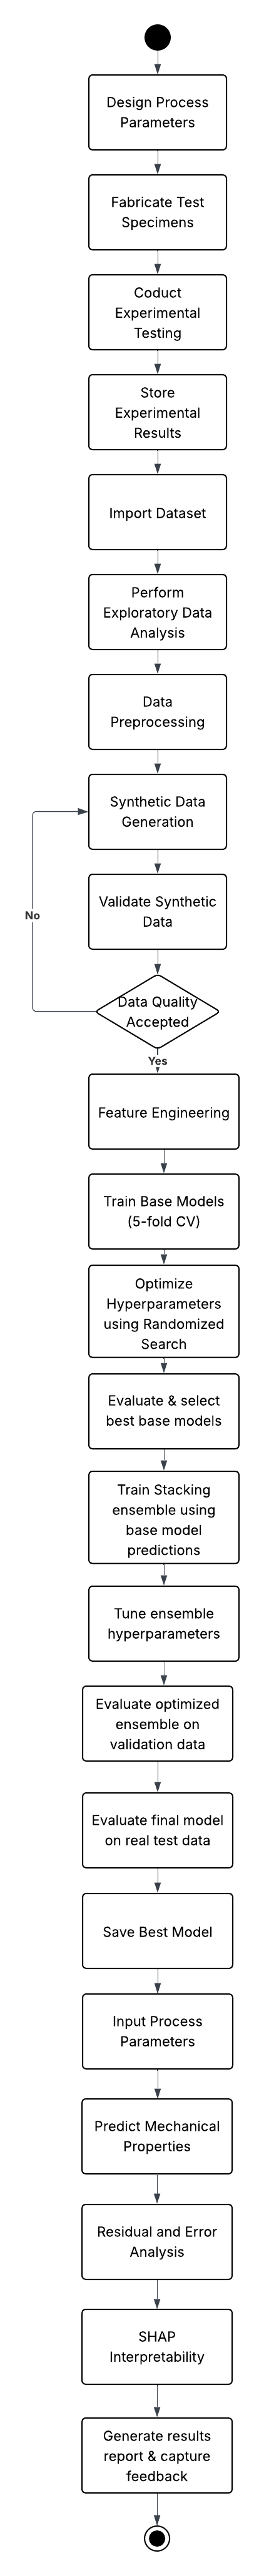 Design Process
Parameters
Fabricate Test
Specimens
Coduct
Experimental
Testing
Store
Experimental
Results
Import Dataset
Perform
Exploratory Data
Analysis
Data
Preprocessing
Synthetic Data
Generation
Validate Synthetic
Data
No
Data Quality
Accepted
Yes
Feature Engineering
Train Base Models
(5-fold CV)
Optimize
Hyperparameters
using Randomized
Search
Evaluate & select
best base models
Train Stacking
ensemble using
base model
predictions
Tune ensemble
hyperparameters
Evaluate optimized
ensemble on
validation data
Evaluate final model
on real test data
Save Best Model
Input Process
Parameters
Predict Mechanical
Properties
Residual and Error
Analysis
SHAP
Interpretability
Generate results
report & capture
feedback